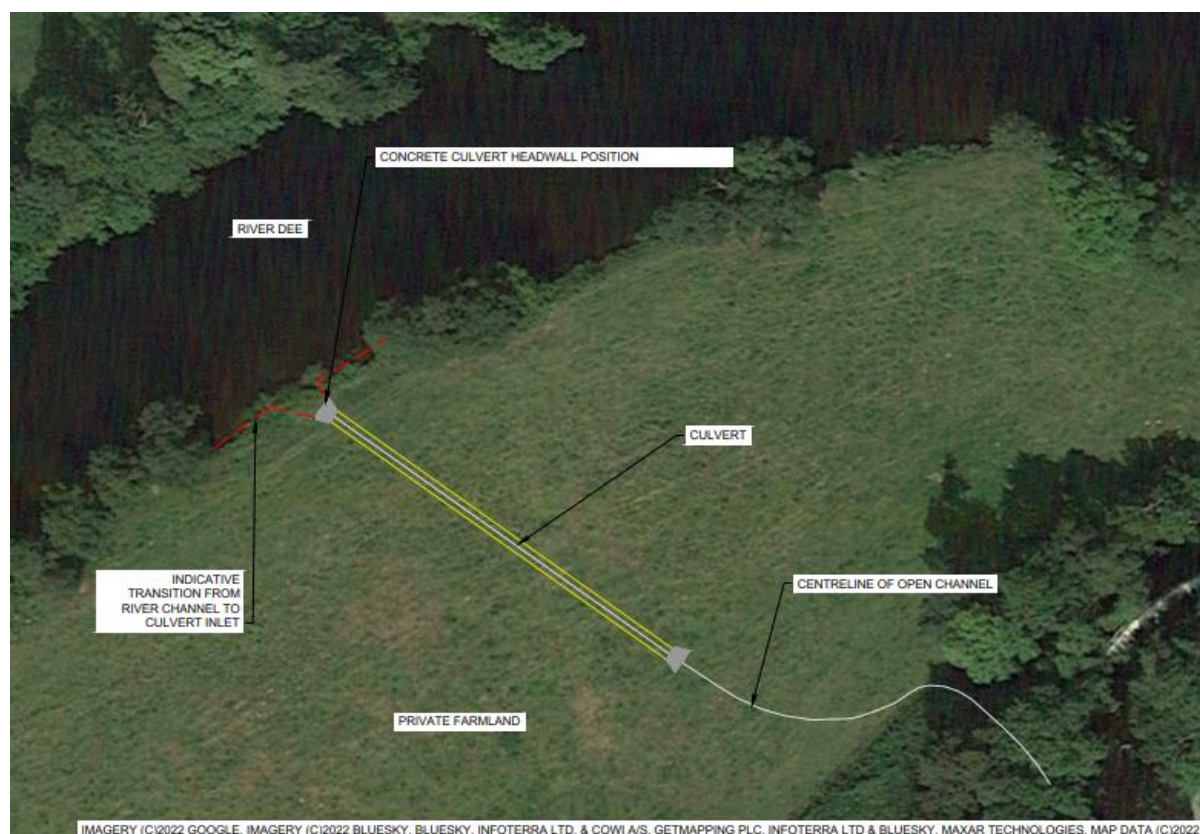 CONCRETE CULVERT HEADWALL POSITION
RIVER DEE
CULVERT
INDICATIVE
TRANSITION FROM
RIVER CHANNEL TO
CULVERT INLET
CENTRELINE OF OPEN CHANNEL
PRIVATE FARMLAND
IMAGERY (C)2022 GOOGLE, IMAGERY (C)2022 BLUESKY, BLUESKY, INFOTERRA LTD. & COWI A/S, GETMAPPING PLC, INFOTERRA LTD & BLUESKY, MAXAR TECHNOLOGIES, MAP DATA (C)2022